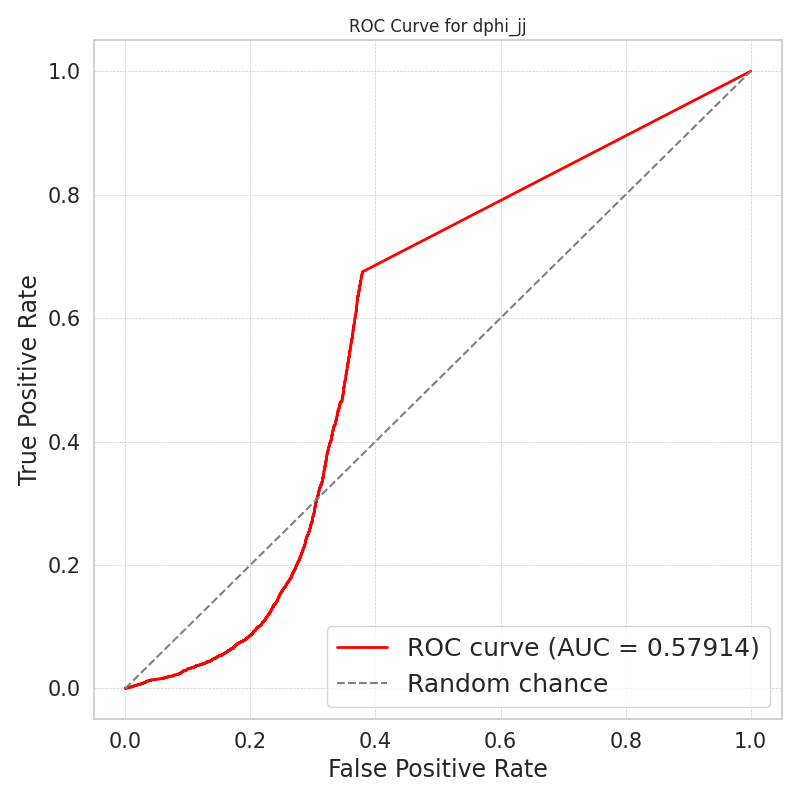 ROC Curve for dphi_jj
True Positive Rate
1.0
0.8
0.6
0.4
0.2
0.0
ROC curve (AUC = 0.57914)
Random chance
0.0 0.2 0.4 0.6 0.8 1.0
False Positive Rate